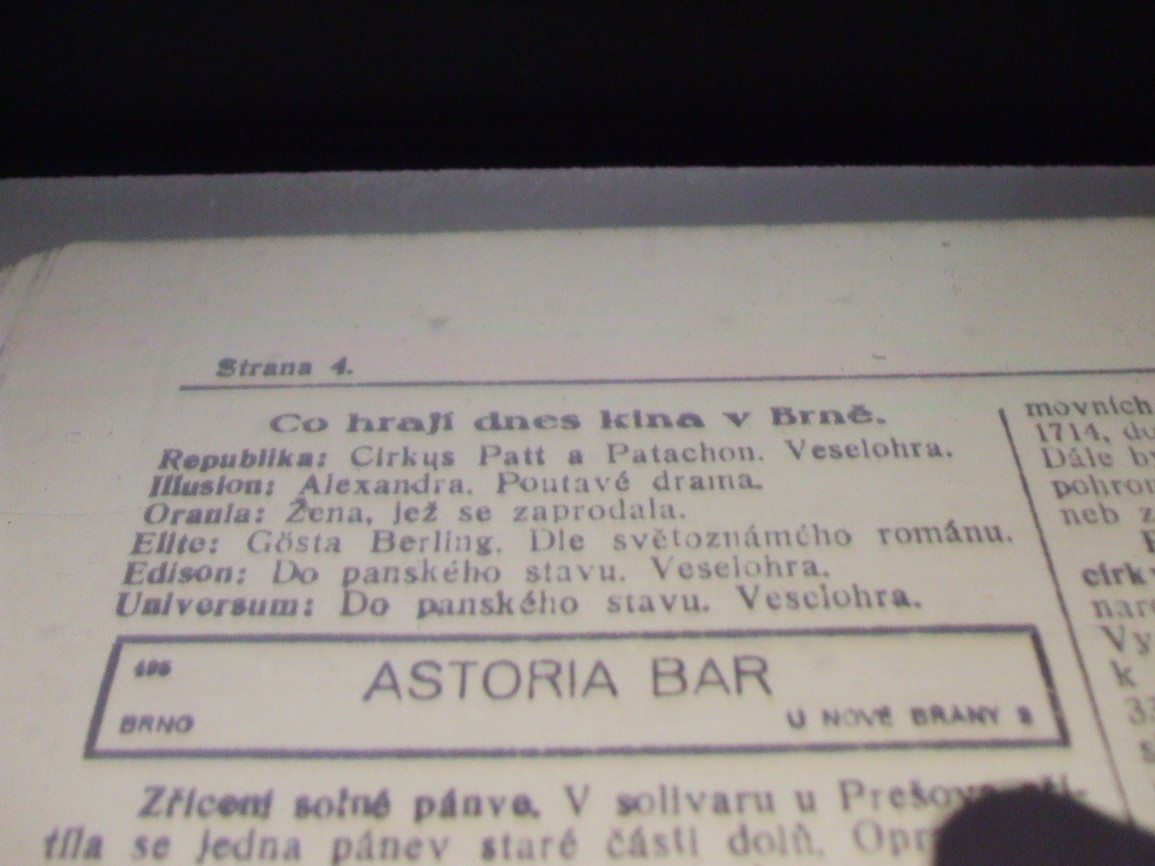 Strana 4.
Co hrají dnes kina v Brně.
Republika: Cirkus Patt a Patachon. Veselohra.
Illusion: Alexandra. Poutavé drama.
Orania: Žena, jež se zaprodala.
Elite: Gösta Berling. Dle světoznámého románu.
Edison: Do panského stavu. Veselohra.
Universum: Do panského stavu. Veselohra.
495
ASTORIA BAR
BRNO
U NOVÉ BRÁNY
Zřícení solné pánve. V solivaru u
tila se jedna pánev staré části dolů.
movních
1714,
Dále
neb
k